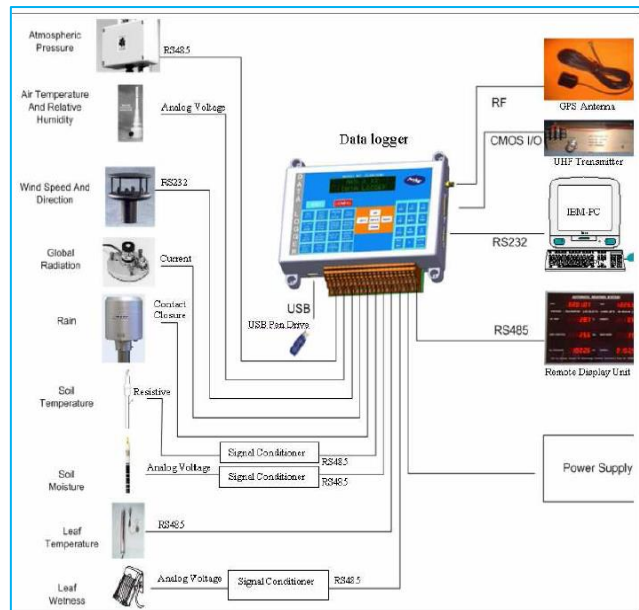 Atmospheric
Pressure
RS485
Air Temperature
And Relative
Humidity
Analog Voltage
Wind Speed And
Direction
RS232
Global
Radiation
Current
Rain
Contact
Closure
Soil
Temperature
Resistive
Signal Conditioner
RS485
Soil
Moisture
Analog Voltage
Signal Conditioner
RS485
Leaf
Temperature
RS485
Leaf
Wetness
Analog Voltage
Signal Conditioner
RS485
Data logger
DATA LOGGER
USB
USB Pen Drive
RF
GPS Antenna
CMOS I/O
UHF Transmitter
IBM-PC
RS232
RS485
Remote Display Unit
Power Supply